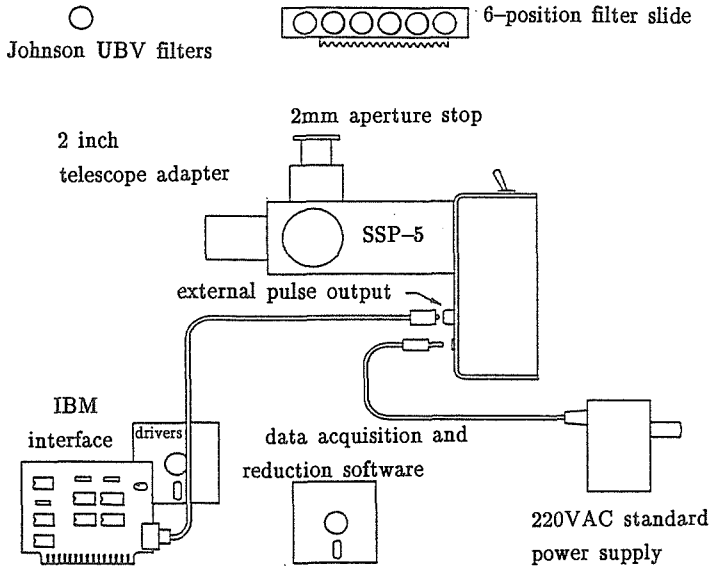 6–position filter slide
Johnson UBV filters
2mm aperture stop
2 inch
telescope adapter
SSP–5
external pulse output
IBM
interface
drivers
data acquisition and
reduction software
220VAC standard
power supply